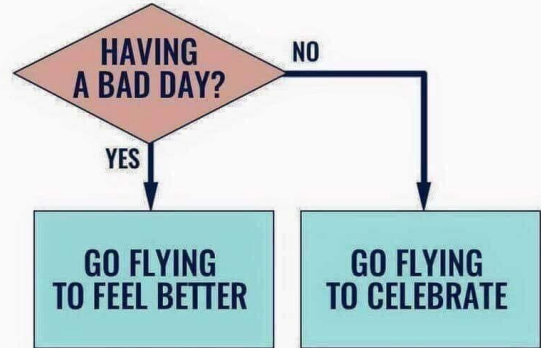 HAVING
A BAD DAY?
NO
YES
GO FLYING
TO FEEL BETTER
GO FLYING
TO CELEBRATE